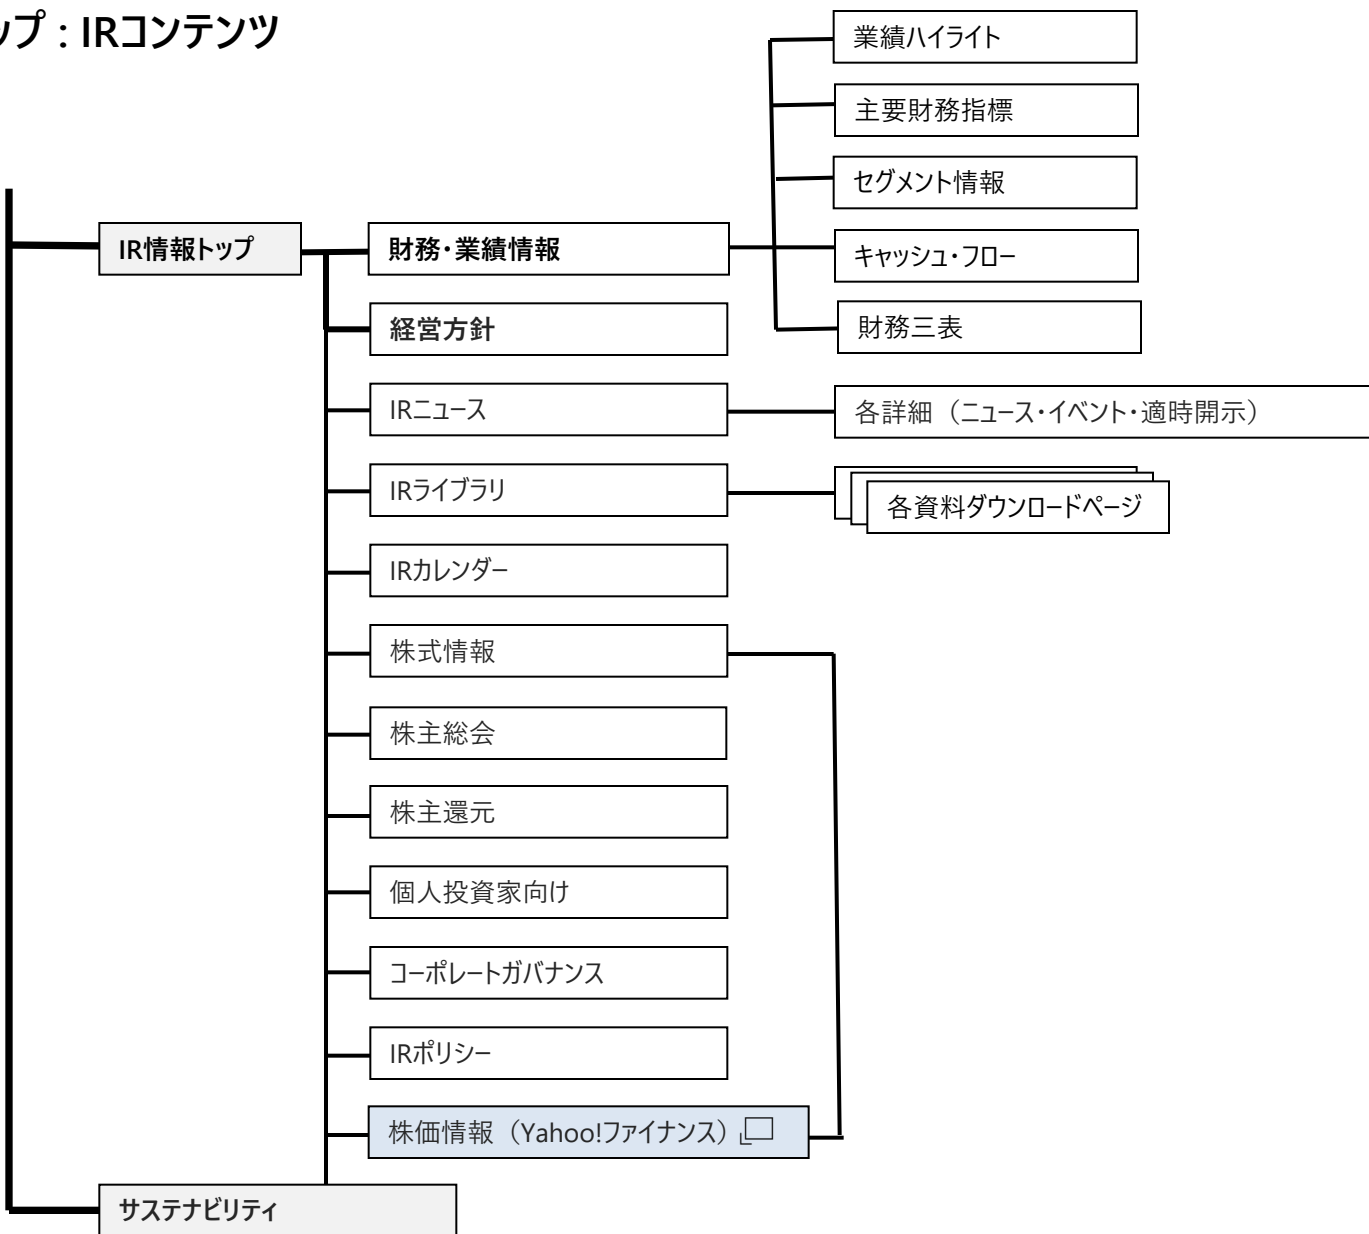 ップ : IRコンテンツ
業績ハイライト
主要財務指標
セグメント情報
キャッシュ・フロー
財務三表
IR情報トップ
財務・業績情報
経営方針
IRニュース
各詳細（ニュース・イベント・適時開示）
IRライブラリ
各資料ダウンロードページ
IRカレンダー
株式情報
株主総会
株主還元
個人投資家向け
コーポレートガバナンス
IRポリシー
株価情報（Yahoo!ファイナンス）
サステナビリティ